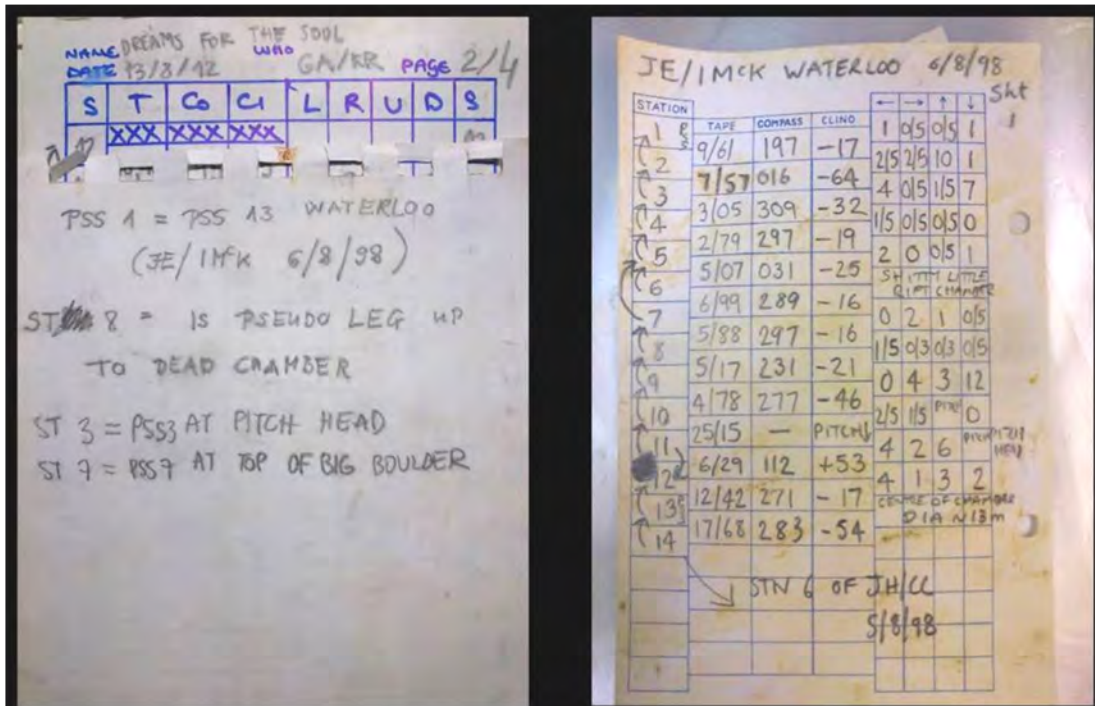 DREAMS FOR THE SOUL
NAME WHO
DATE 13/8/12 GA/KR PAGE 2/4
S T Co Cl L R U D S
XXX XXX XXX
PSS 1 = PSS 13 WATERLOO
(JE/IMcK 6/8/98)
ST 8 = IS PSEUDO LEG UP
TO DEAD CHAMBER
ST 3 = PSS3 AT PITCH HEAD
ST 7 = PSS7 AT TOP OF BIG BOULDER
JE/IMcK WATERLOO 6/8/98
Sht 1
STATION TAPE COMPASS CLINO ← → ↑ ↓
1 PSS 1 0/5 0/5 1
9/61 197 -17
2 2/5 2/5 10 1
7/57 016 -64
3 4 0/5 1/5 7
3/05 309 -32
4 1/5 0/5 0/5 0
2/79 297 -19
5 2 0 0/5 1
5/07 031 -25
6 SHITTY LITTLE
RIFT CHAMBER
6/99 289 -16
7 0 2 1 0/5
5/88 297 -16
8 1/5 0/3 0/3 0/5
5/17 231 -21
9 0 4 3 12
4/78 277 -46
10 2/5 1/5 PITCH 0
25/15 — PITCH↓
11 4 2 6 PITCH PITCH HEAD
6/29 112 +53
12 4 1 3 2
12/42 271 -17
13 PSS CENTRE OF CHAMBER
DIA N 13m
17/68 283 -54
14
STN 6 OF JH/CC
5/8/98